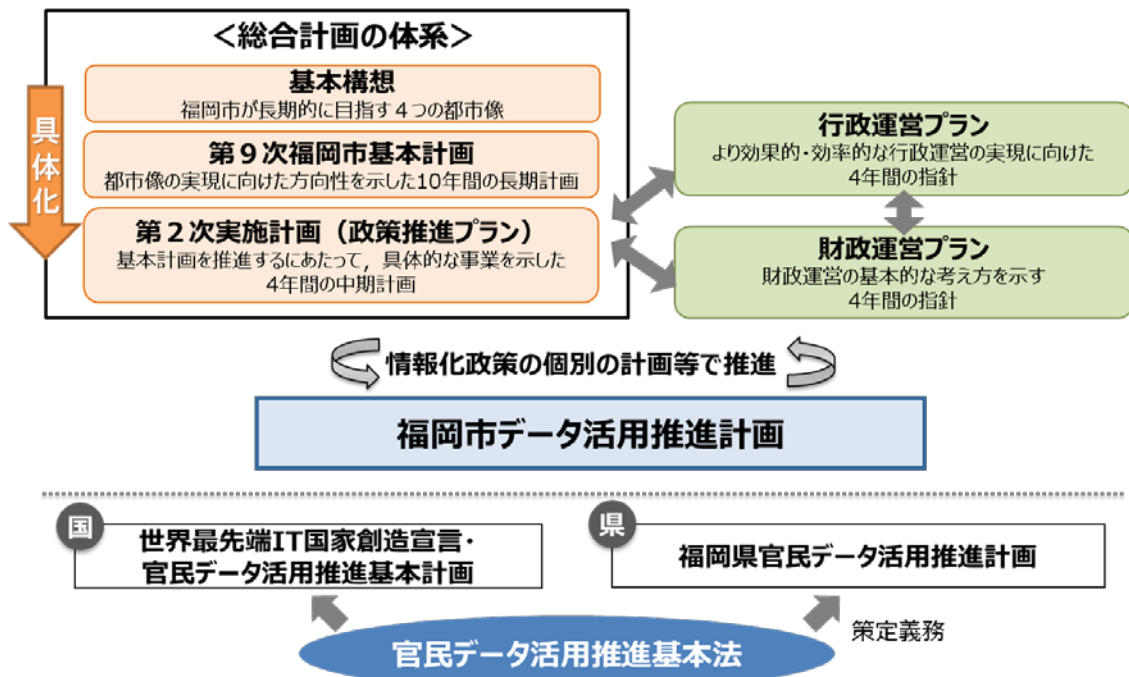 ＜総合計画の体系＞
具体化
基本構想
福岡市が長期的に目指す４つの都市像
第９次福岡市基本計画
都市像の実現に向けた方向性を示した10年間の長期計画
第２次実施計画（政策推進プラン）
基本計画を推進するにあたって，具体的な事業を示した
4年間の中期計画
行政運営プラン
より効果的・効率的な行政運営の実現に向けた
4年間の指針
財政運営プラン
財政運営の基本的な考え方を示す
4年間の指針
情報化政策の個別の計画等で推進
福岡市データ活用推進計画
国
世界最先端IT国家創造宣言・
官民データ活用推進基本計画
県
福岡県官民データ活用推進計画
官民データ活用推進基本法
策定義務